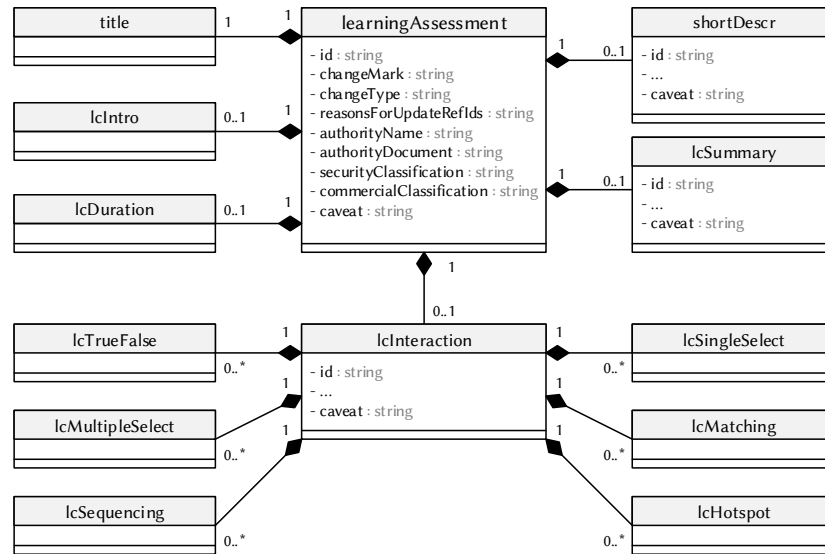 title
1
1
learningAssessment
- id : string
- changeMark : string
- changeType : string
- reasonsForUpdateRefIds : string
- authorityName : string
- authorityDocument : string
- securityClassification : string
- commercialClassification : string
- caveat : string
1
0..1
shortDescr
- id : string
- ...
- caveat : string
lcIntro
0..1
1
1
0..1
lcSummary
- id : string
- ...
- caveat : string
lcDuration
0..1
1
1
0..1
lcTrueFalse
0..*
1
lcInteraction
- id : string
- ...
- caveat : string
1
0..*
lcSingleSelect
lcMultipleSelect
0..*
1
1
0..*
lcMatching
lcSequencing
0..*
1
1
0..*
lcHotspot